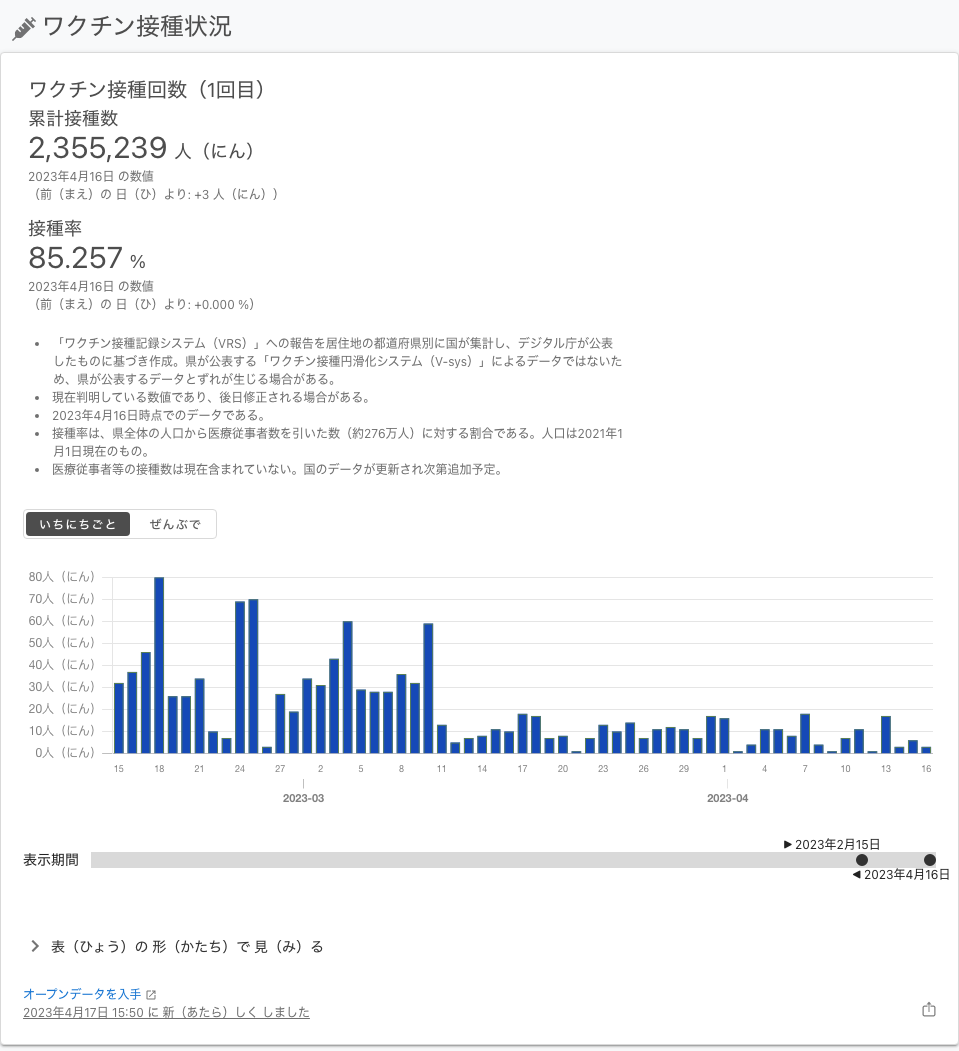 ワクチン接種状況
ワクチン接種回数（1回目）
累計接種数
2,355,239 人（にん）
2023年4月16日 の数値
（前（まえ）の 日（ひ）より: +3 人（にん））
接種率
85.257 %
2023年4月16日 の数値
（前（まえ）の 日（ひ）より: +0.000 %）
• 「ワクチン接種記録システム（VRS）」への報告を居住地の都道府県別に国が集計し、デジタル庁が公表
したものに基づき作成。県が公表する「ワクチン接種円滑化システム（V-sys）」によるデータではないた
め、県が公表するデータとずれが生じる場合がある。
• 現在判明している数値であり、後日修正される場合がある。
• 2023年4月16日時点でのデータである。
• 接種率は、県全体の人口から医療従事者数を引いた数（約276万人）に対する割合である。人口は2021年1
月1日現在のもの。
• 医療従事者等の接種数は現在含まれていない。国のデータが更新され次第追加予定。
いちにちごと ぜんぶで
80人（にん）
70人（にん）
60人（にん）
50人（にん）
40人（にん）
30人（にん）
20人（にん）
10人（にん）
0人（にん）
15 18 21 24 27 2 5 8 11 14 17 20 23 26 29 1 4 7 10 13 16
2023-03 2023-04
▶ 2023年2月15日
表示期間
◀ 2023年4月16日
表（ひょう）の 形（かたち）で 見（み）る
オープンデータを入手
2023年4月17日 15:50 に 新（あたら）しく しました